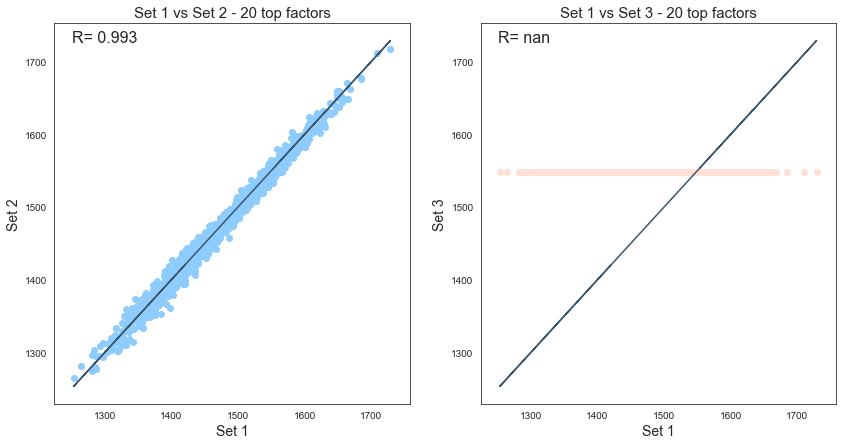 Set 1 vs Set 2 - 20 top factors
R= 0.993
1700
1600
1500
1400
1300
Set 2
1300 1400 1500 1600 1700
Set 1
Set 1 vs Set 3 - 20 top factors
R= nan
1700
1600
1500
1400
1300
Set 3
1300 1400 1500 1600 1700
Set 1